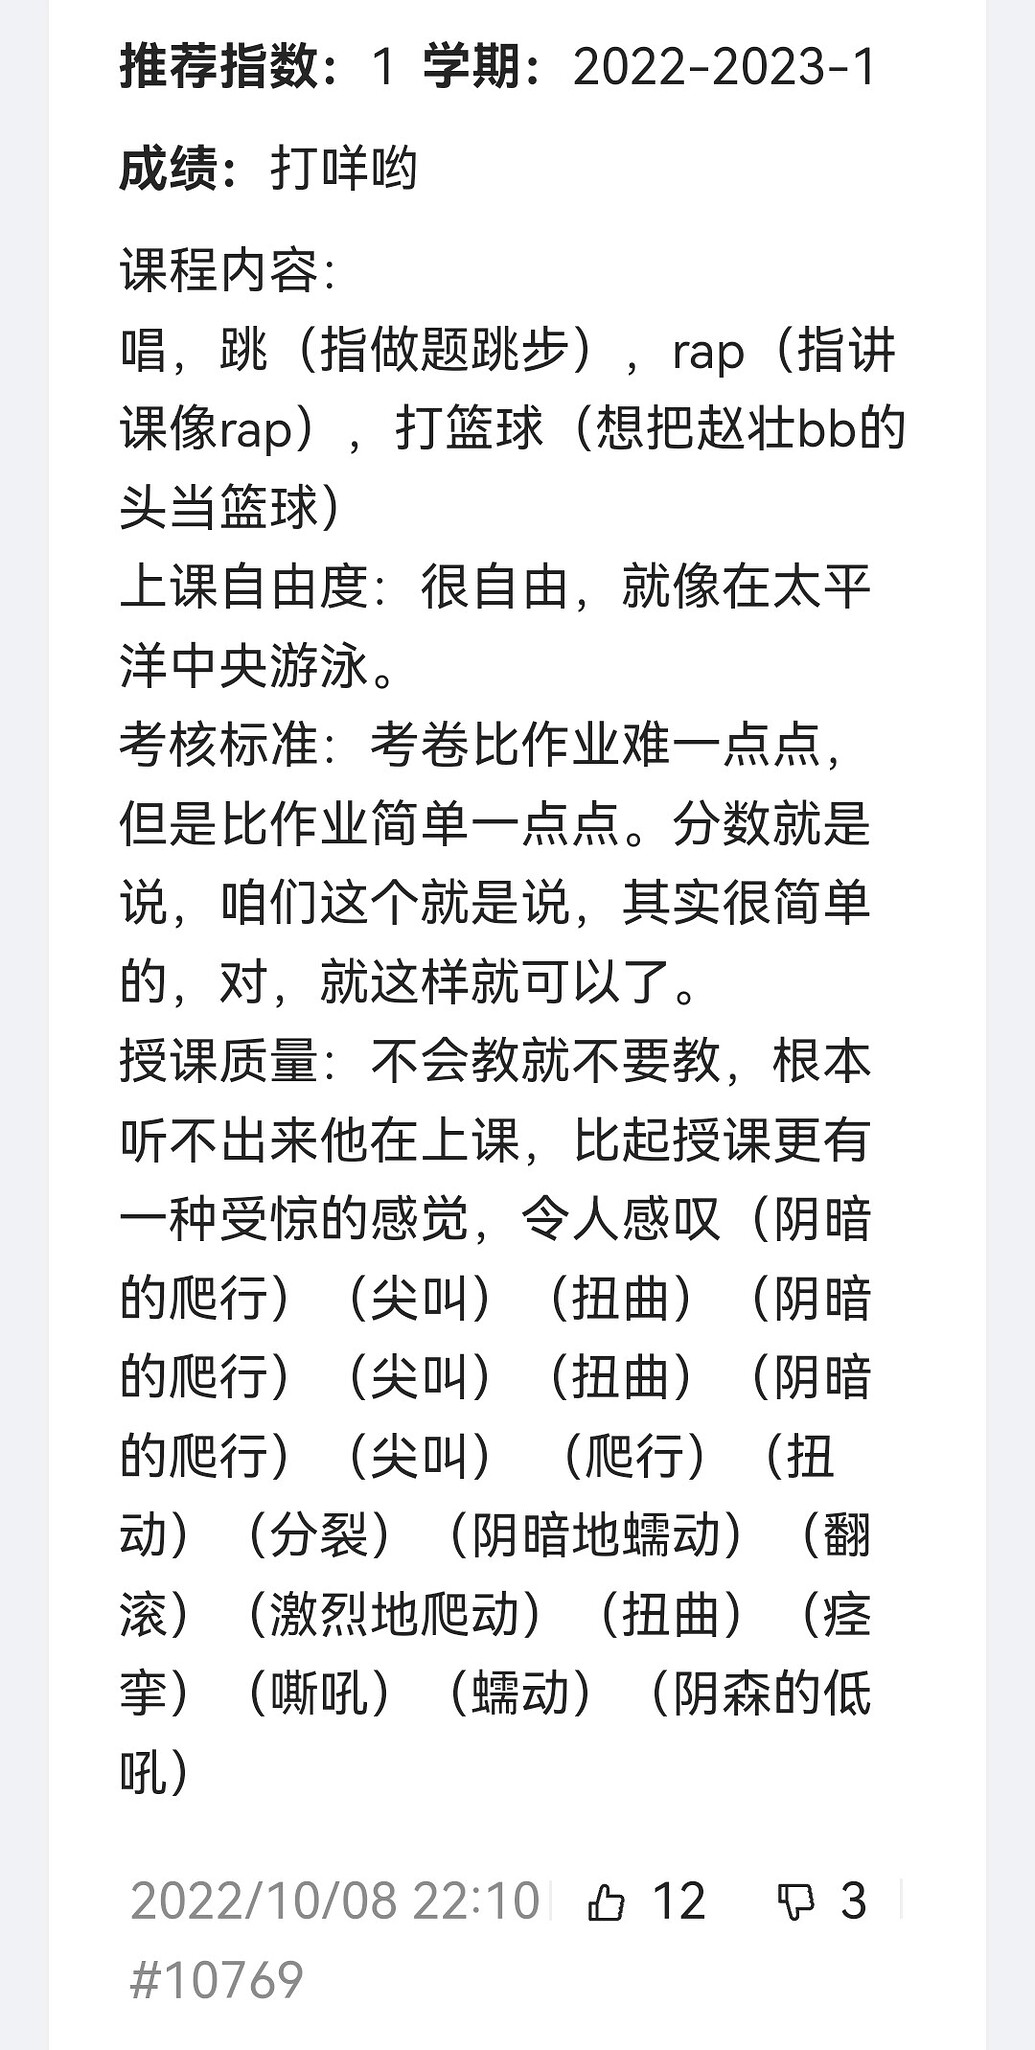 推荐指数：1 学期：2022-2023-1
成绩：打咩哟
课程内容：
唱，跳（指做题跳步），rap（指讲
课像rap），打篮球（想把赵壮bb的
头当篮球）
上课自由度：很自由，就像在太平
洋中央游泳。
考核标准：考卷比作业难一点点，
但是比作业简单一点点。分数就是
说，咱们这个就是说，其实很简单
的，对，就这样就可以了。
授课质量：不会教就不要教，根本
听不出来他在上课，比起授课更有
一种受惊的感觉，令人感叹（阴暗
的爬行）（尖叫）（扭曲）（阴暗
的爬行）（尖叫）（扭曲）（阴暗
的爬行）（尖叫） （爬行）（扭
动）（分裂）（阴暗地蠕动）（翻
滚）（激烈地爬动）（扭曲）（痉
挛）（嘶吼）（蠕动）（阴森的低
吼）
2022/10/08 22:10 12 3
#10769